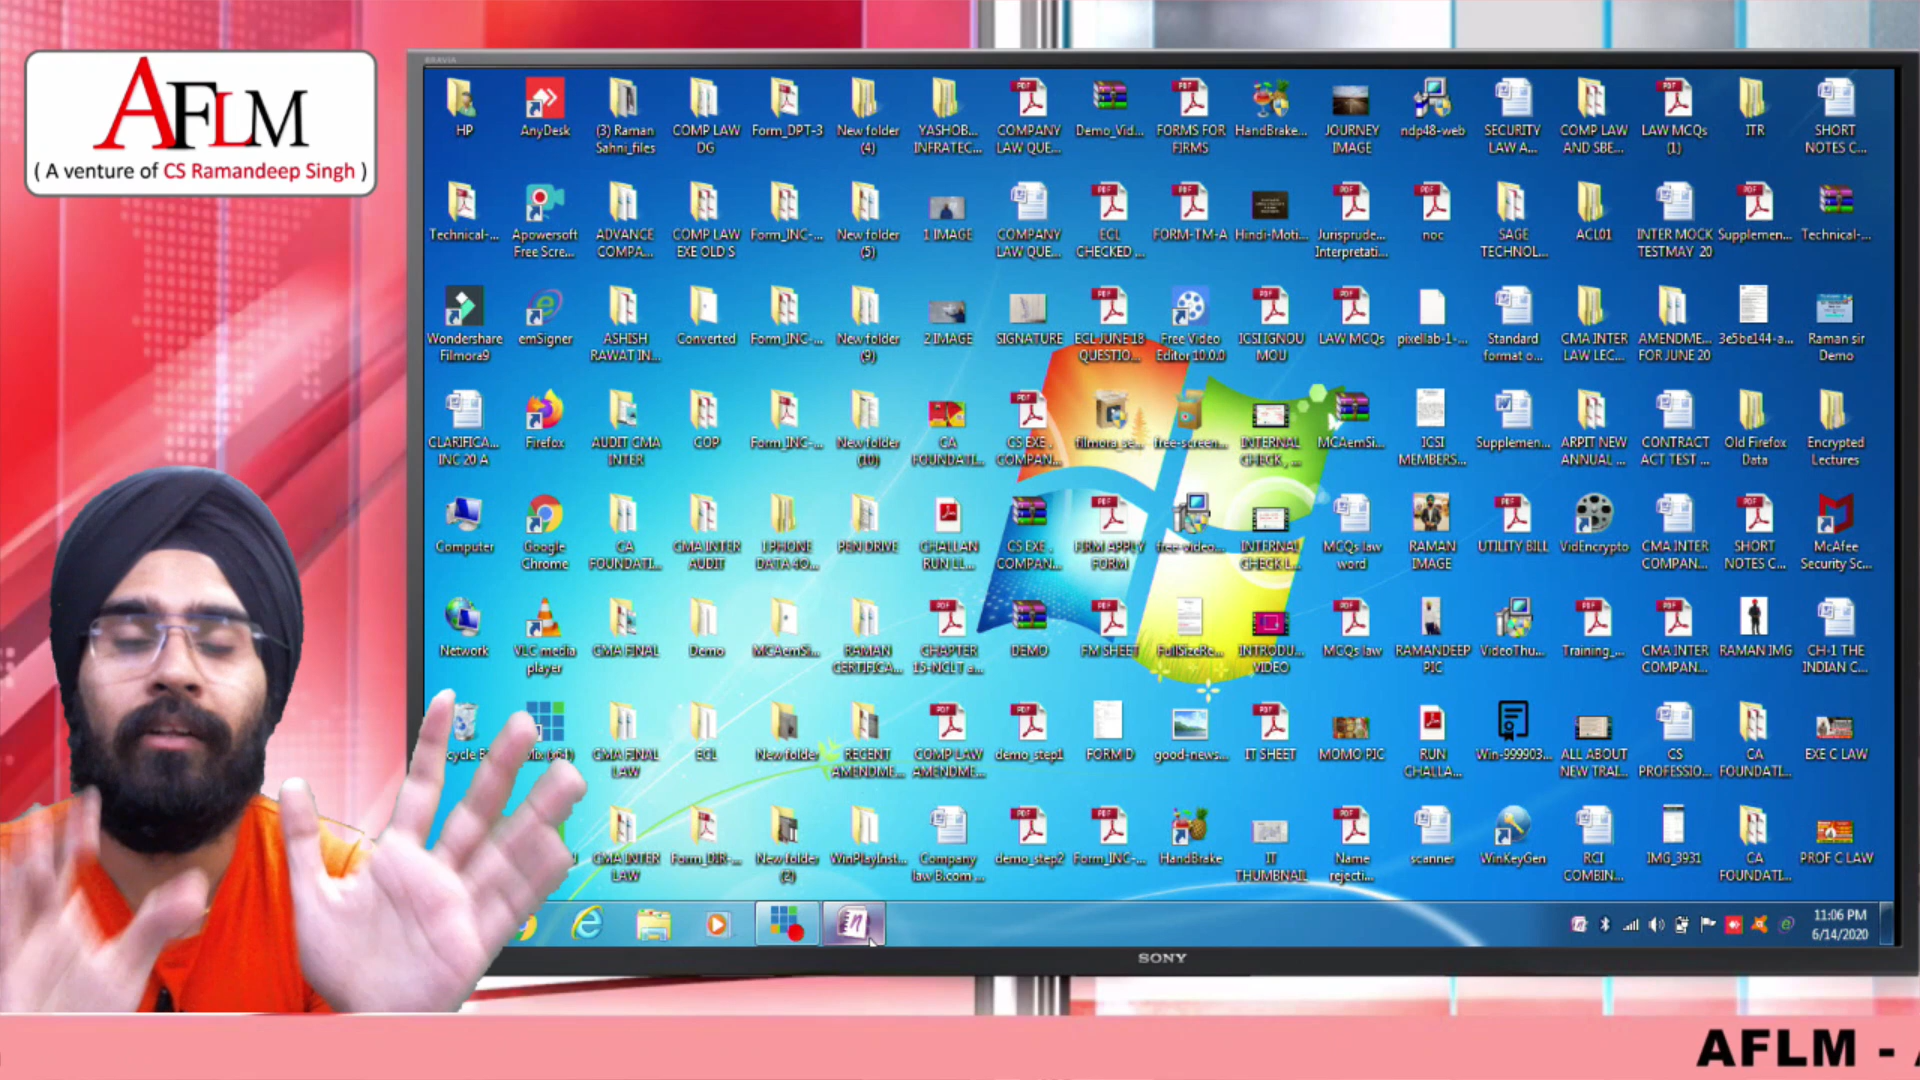 AFLM
( A venture of CS Ramandeep Singh )
BRAVIA
HP
AnyDesk
(3) Raman
Sahni_files
COMP LAW
DG
Form_DPT-3
New folder
(4)
YASHOB...
INFRATEC...
COMPANY
LAW QUE...
Demo_Vid...
FORMS FOR
FIRMS
HandBrake...
JOURNEY
IMAGE
ndp48-web
SECURITY
LAW A...
COMP LAW
AND SBE...
LAW MCQs
(1)
ITR
SHORT
NOTES C...
Technical-...
Apowersoft
Free Scre...
ADVANCE
COMPA...
COMP LAW
EXE OLD S
Form_INC-...
New folder
(5)
1 IMAGE
COMPANY
LAW QUE...
ECL
CHECKED ...
FORM-TM-A
Hindi-Moti...
Jurisprude...
Interpretati...
noc
SAGE
TECHNOL...
ACL01
INTER MOCK
TESTMAY 20
Supplemen...
Technical-...
Wondershare
Filmora9
emSigner
ASHISH
RAWAT IN...
Converted
Form_INC-...
New folder
(9)
2 IMAGE
SIGNATURE
ECL JUNE 18
QUESTIO...
Free Video
Editor 10.0.0
ICSI IGNOU
MOU
LAW MCQs
pixellab-1-...
Standard
format o...
CMA INTER
LAW LEC...
AMENDME...
FOR JUNE 20
3e5be144-a...
Raman sir
Demo
CLARIFICA...
INC 20 A
Firefox
AUDIT CMA
INTER
COP
Form_INC-...
New folder
(10)
CA
FOUNDATI...
CS EXE .
COMPAN...
filmora_se...
free-screen...
INTERNAL
CHECK, ...
MCAemSi...
ICSI
MEMBERS...
Supplemen...
ARPIT NEW
ANNUAL ...
CONTRACT
ACT TEST ...
Old Firefox
Data
Encrypted
Lectures
Computer
Google
Chrome
CA
FOUNDATI...
CMA INTER
AUDIT
I PHONE
DATA 4O...
PEN DRIVE
CHALLAN
RUN LL...
CS EXE .
COMPAN...
FIRM APPLY
FORM
free-video...
INTERNAL
CHECK L...
MCQs law
word
RAMAN
IMAGE
UTILITY BILL
VidEncrypto
CMA INTER
COMPAN...
SHORT
NOTES C...
McAfee
Security Sc...
Network
VLC media
player
CMA FINAL
Demo
MCAemSi...
RAMAN
CERTIFICA...
CHAPTER
15-NCLT a...
DEMO
FM SHEET
FullSizeRe...
INTRODU...
VIDEO
MCQs law
RAMANDEEP
PIC
VideoThu...
Training_...
CMA INTER
COMPAN...
RAMAN IMG
CH-1 THE
INDIAN C...
CMA FINAL
LAW
ECL
New folder
RECENT
AMENDME...
COMP LAW
AMENDME...
demo_step1
FORM D
good-news...
IT SHEET
MOMO PIC
RUN
CHALLA...
Win-999903...
ALL ABOUT
NEW TRAI...
CS
PROFESSIO...
CA
FOUNDATI...
EXE C LAW
CMA INTER
LAW
Form_DIR-...
New folder
(2)
WinPlayInst...
Company
law B.com ...
demo_step2
Form_INC-...
HandBrake
IT
THUMBNAIL
Name
rejecti...
scanner
WinKeyGen
RCI
COMBIN...
IMG_3931
CA
FOUNDATI...
PROF C LAW
11:06 PM
6/14/2020
SONY
AFLM -